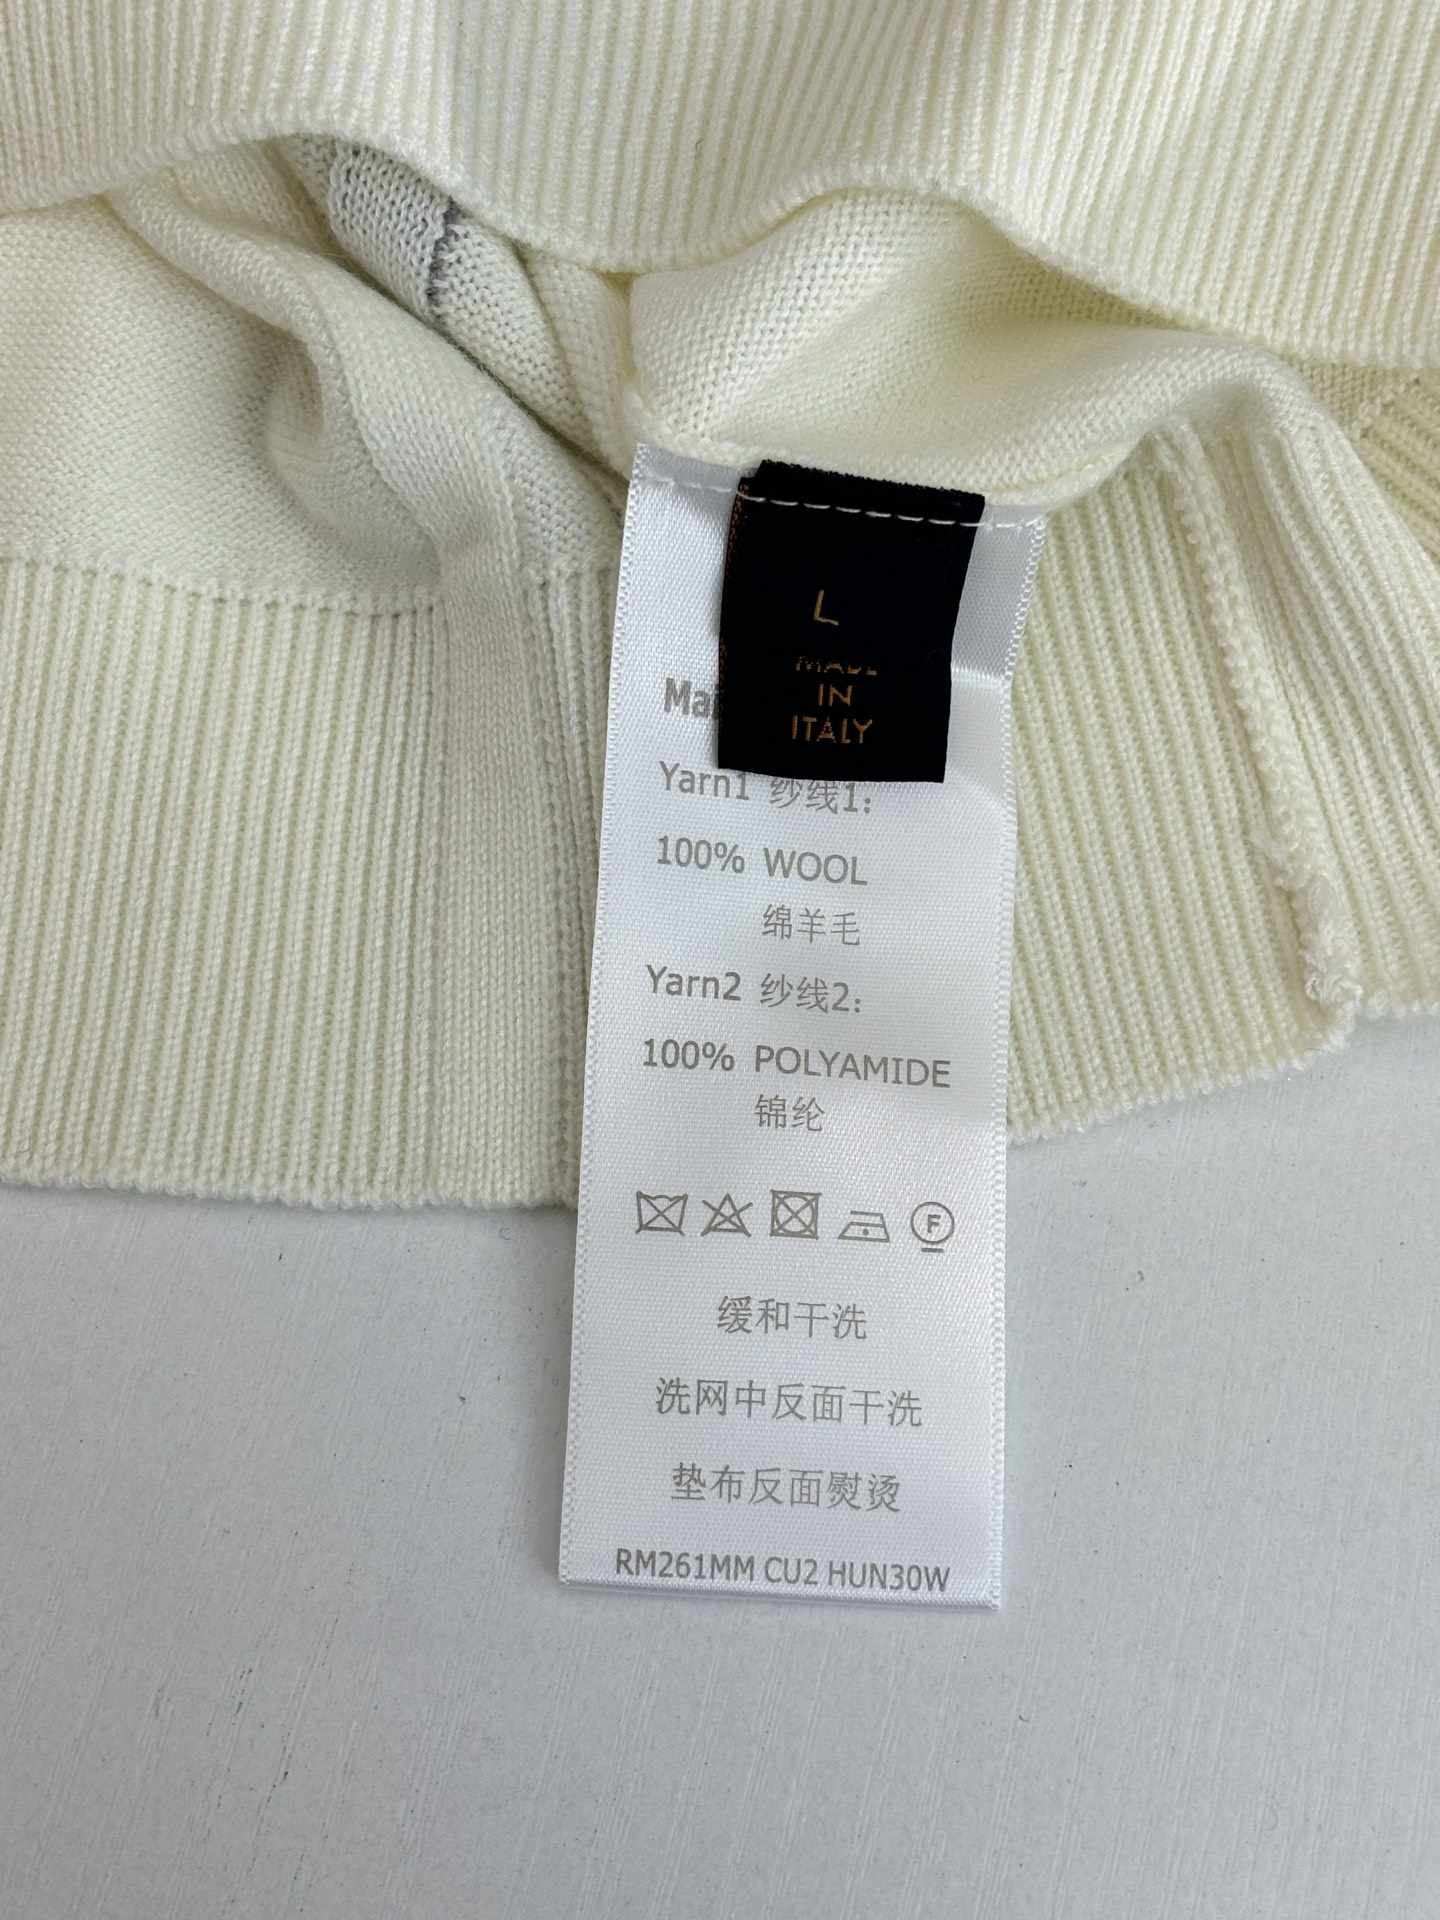 L
MADE
IN
ITALY
Yarn1 纱线1:
100% WOOL
绵羊毛
Yarn2 纱线2:
100% POLYAMIDE
锦纶
F
缓和干洗
洗网中反面干洗
垫布反面熨烫
RM261MM CU2 HUN30W